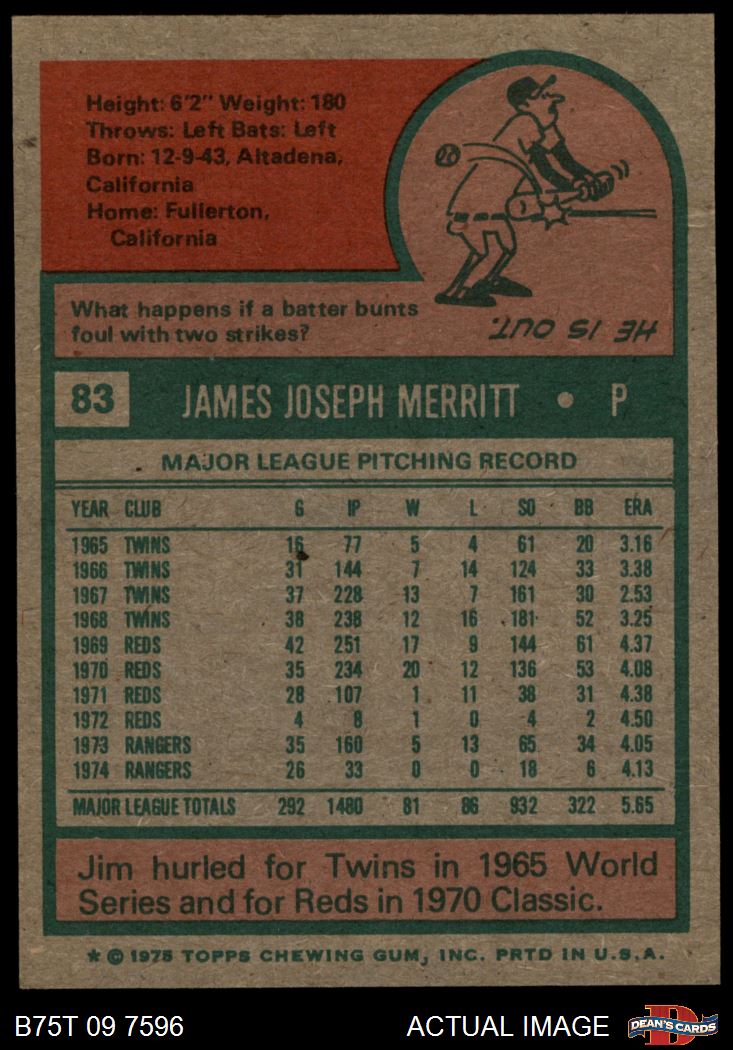 Height: 6'2" Weight: 180
Throws: Left Bats: Left
Born: 12-9-43, Altadena,
California
Home: Fullerton,
California
What happens if a batter bunts
foul with two strikes?
HE IS OUT.
83 JAMES JOSEPH MERRITT • P
MAJOR LEAGUE PITCHING RECORD
YEAR CLUB G IP W L SO BB ERA
1965 TWINS 16 77 5 4 61 20 3.16
1966 TWINS 31 144 7 14 124 33 3.38
1967 TWINS 37 228 13 7 161 30 2.53
1968 TWINS 38 238 12 16 181 52 3.25
1969 REDS 42 251 17 9 144 61 4.37
1970 REDS 35 234 20 12 136 53 4.08
1971 REDS 28 107 1 11 38 31 4.38
1972 REDS 4 8 1 0 4 2 4.50
1973 RANGERS 35 160 5 13 65 34 4.05
1974 RANGERS 26 33 0 0 18 6 4.13
MAJOR LEAGUE TOTALS 292 1480 81 86 932 322 5.65
Jim hurled for Twins in 1965 World
Series and for Reds in 1970 Classic.
* © 1975 TOPPS CHEWING GUM, INC. PRTD IN U.S.A.
B75T 09 7596 ACTUAL IMAGE D DEAN'S CARDS